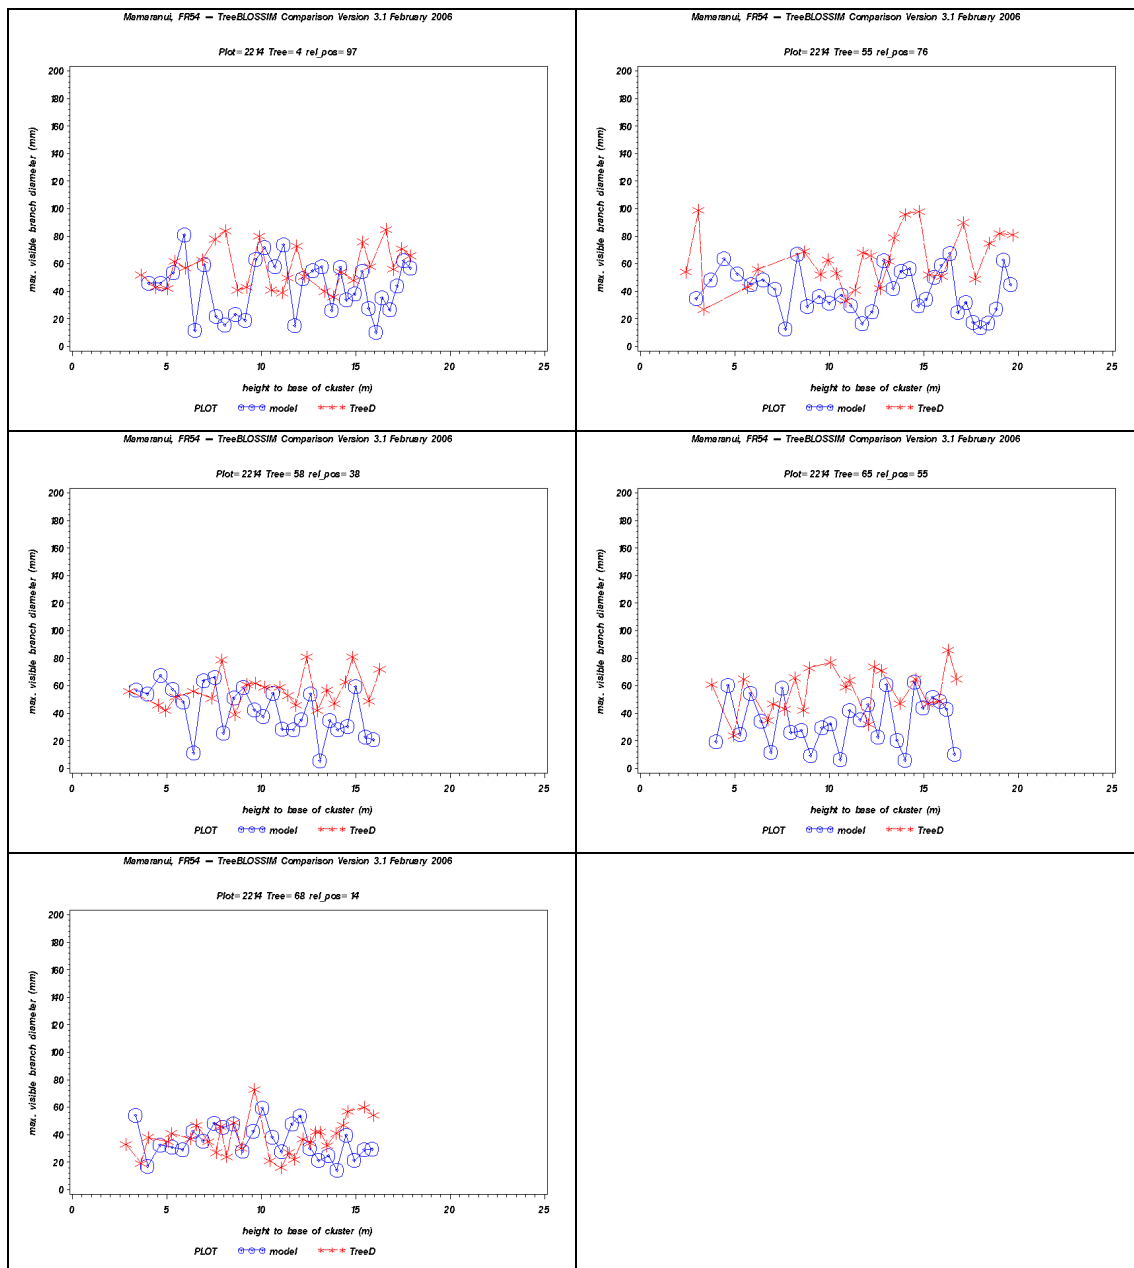 Mamaranui, FR54 — TreeBLOSSIM Comparison Version 3.1 February 2006
Plot= 2214 Tree= 4 rel_pos= 97
max. visible branch diameter (mm)
200
180
160
140
120
100
80
60
40
20
0
0 5 10 15 20 25
height to base of cluster (m)
PLOT model TreeD
Mamaranui, FR54 — TreeBLOSSIM Comparison Version 3.1 February 2006
Plot= 2214 Tree= 55 rel_pos= 76
max. visible branch diameter (mm)
200
180
160
140
120
100
80
60
40
20
0
0 5 10 15 20 25
height to base of cluster (m)
PLOT model TreeD
Mamaranui, FR54 — TreeBLOSSIM Comparison Version 3.1 February 2006
Plot= 2214 Tree= 58 rel_pos= 38
max. visible branch diameter (mm)
200
180
160
140
120
100
80
60
40
20
0
0 5 10 15 20 25
height to base of cluster (m)
PLOT model TreeD
Mamaranui, FR54 — TreeBLOSSIM Comparison Version 3.1 February 2006
Plot= 2214 Tree= 65 rel_pos= 55
max. visible branch diameter (mm)
200
180
160
140
120
100
80
60
40
20
0
0 5 10 15 20 25
height to base of cluster (m)
PLOT model TreeD
Mamaranui, FR54 — TreeBLOSSIM Comparison Version 3.1 February 2006
Plot= 2214 Tree= 68 rel_pos= 14
max. visible branch diameter (mm)
200
180
160
140
120
100
80
60
40
20
0
0 5 10 15 20 25
height to base of cluster (m)
PLOT model TreeD